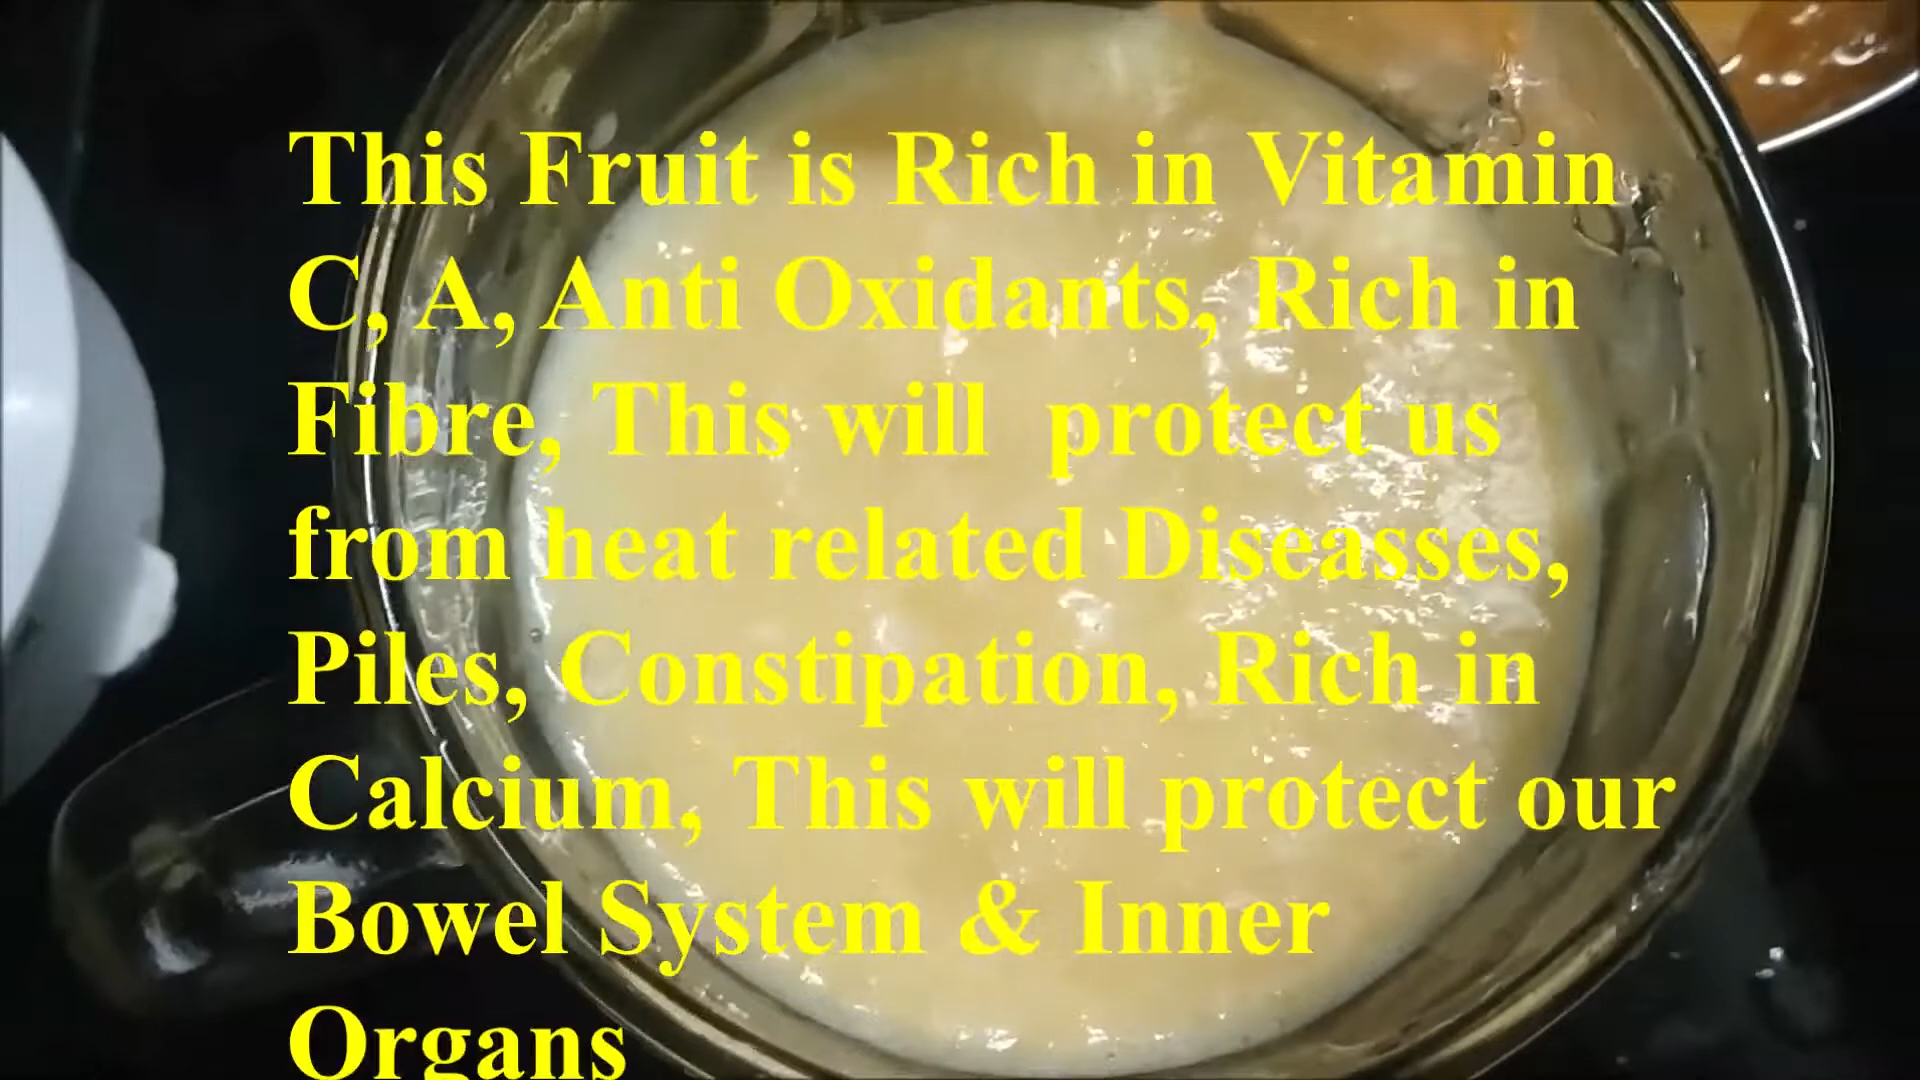 This Fruit is Rich in Vitamin
C, A, Anti Oxidants, Rich in
Fibre, This will  protect us
from heat related Diseasses,
Piles, Constipation, Rich in
Calcium, This will protect our
Bowel System & Inner
Organs